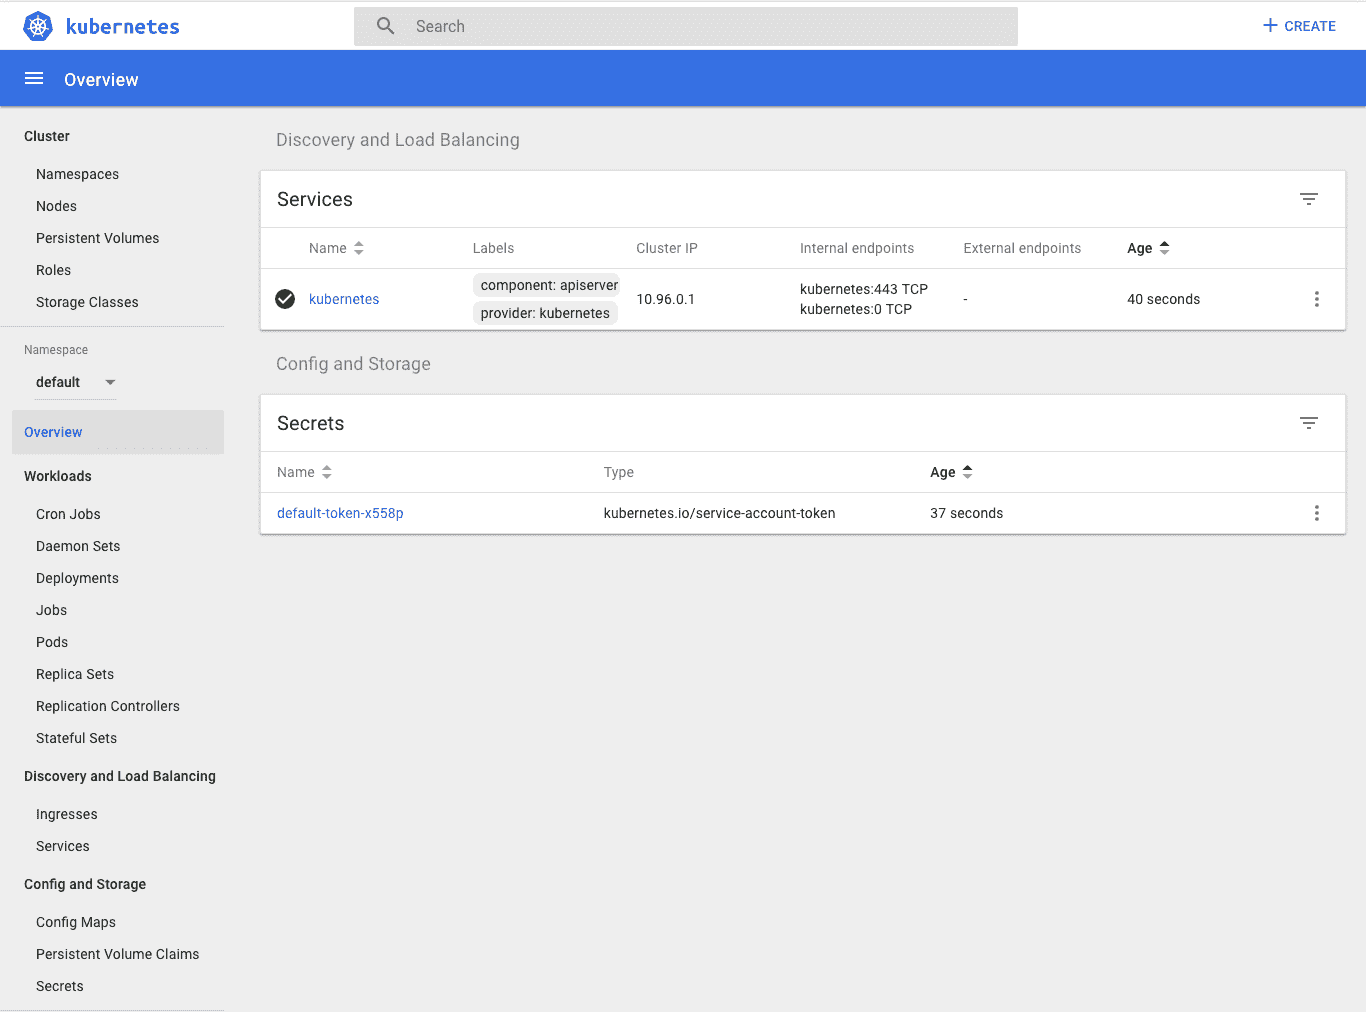 kubernetes
Search
CREATE
Overview
Cluster
Namespaces
Nodes
Persistent Volumes
Roles
Storage Classes
Namespace
default
Overview
Workloads
Cron Jobs
Daemon Sets
Deployments
Jobs
Pods
Replica Sets
Replication Controllers
Stateful Sets
Discovery and Load Balancing
Ingresses
Services
Config and Storage
Config Maps
Persistent Volume Claims
Secrets
Discovery and Load Balancing
Services
Name Labels Cluster IP Internal endpoints External endpoints Age
kubernetes component: apiserver provider: kubernetes 10.96.0.1 kubernetes:443 TCP kubernetes:0 TCP - 40 seconds
Config and Storage
Secrets
Name Type Age
default-token-x558p kubernetes.io/service-account-token 37 seconds